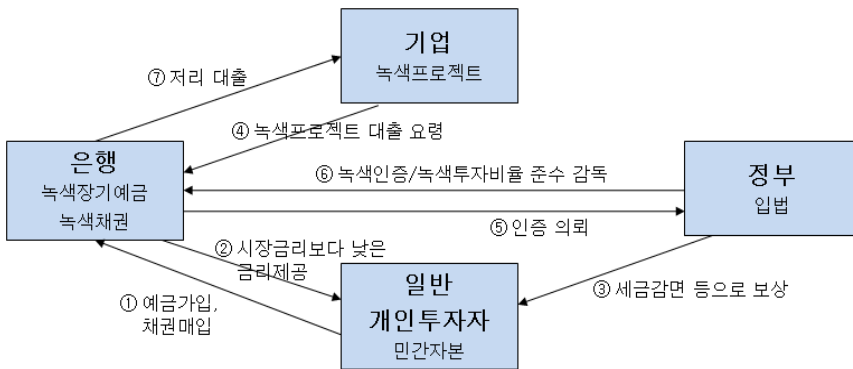 기업
녹색프로젝트
⑦ 저리 대출
④ 녹색프로젝트 대출 요령
은행
녹색장기예금
녹색채권
⑥ 녹색인증/녹색투자비율 준수 감독
정부
입법
⑤ 인증 의뢰
② 시장금리보다 낮은
금리제공
① 예금가입,
채권매입
일반
개인투자자
민간자본
③ 세금감면 등으로 보상